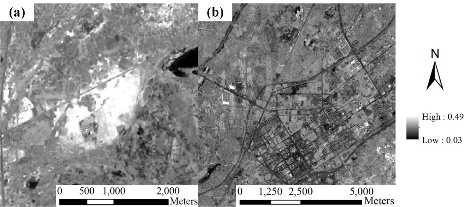 (a)
(b)
N
High : 0.49
Low : 0.03
0 500 1,000 2,000
Meters
0 1,250 2,500 5,000
Meters